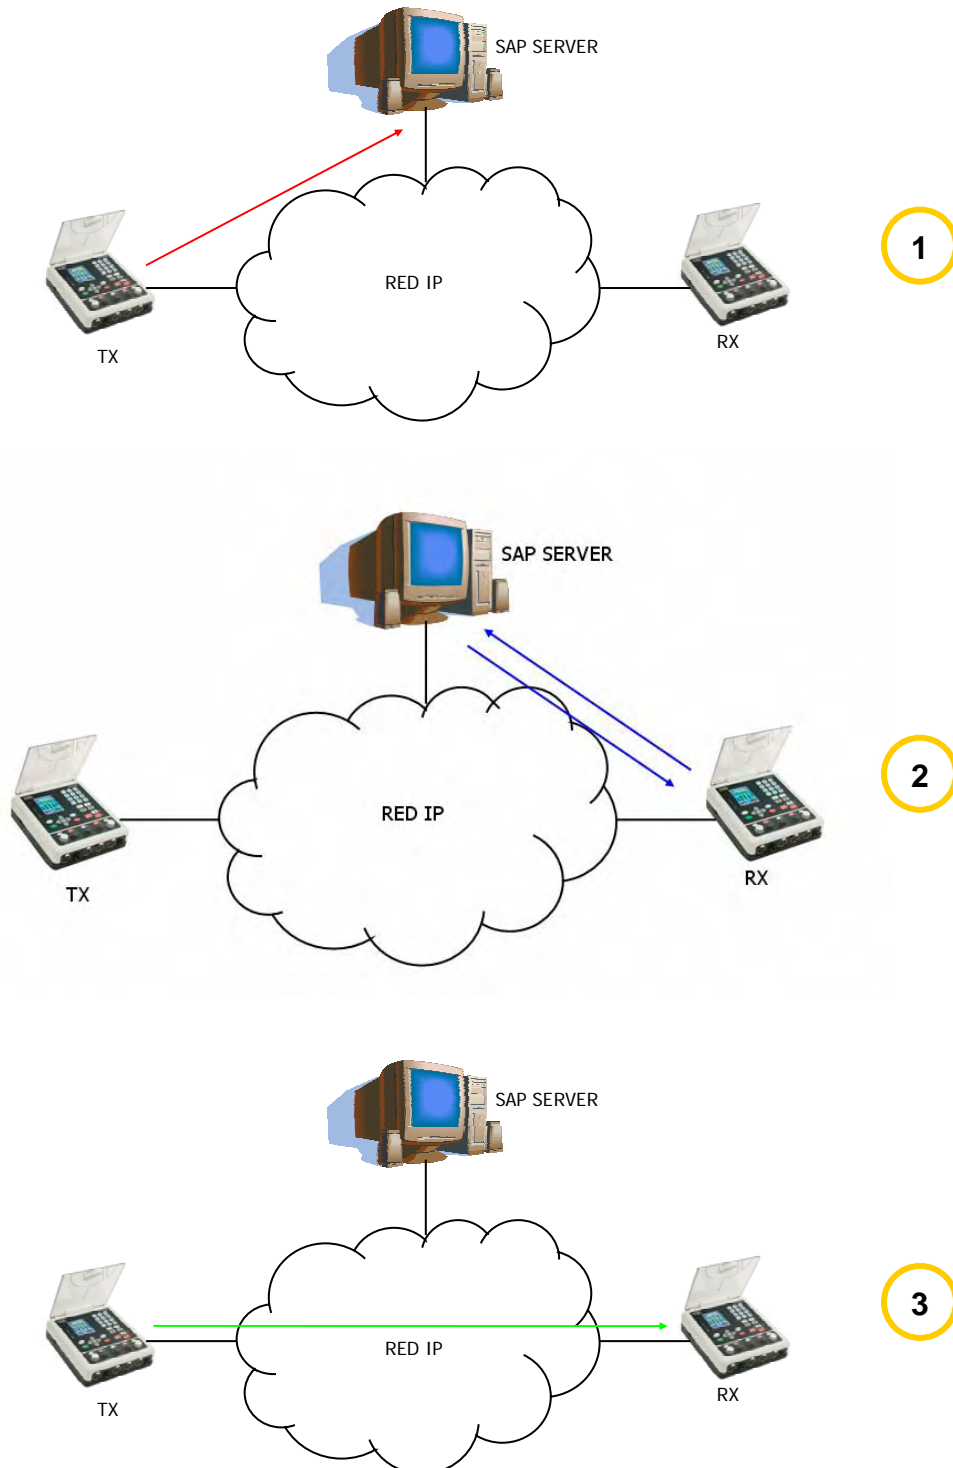 SAP SERVER
RED IP
TX
RX
1
SAP SERVER
RED IP
TX
RX
2
SAP SERVER
RED IP
TX
RX
3